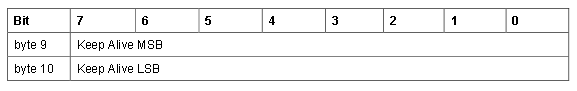 Bit 7 6 5 4 3 2 1 0
byte 9 Keep Alive MSB
byte 10 Keep Alive LSB